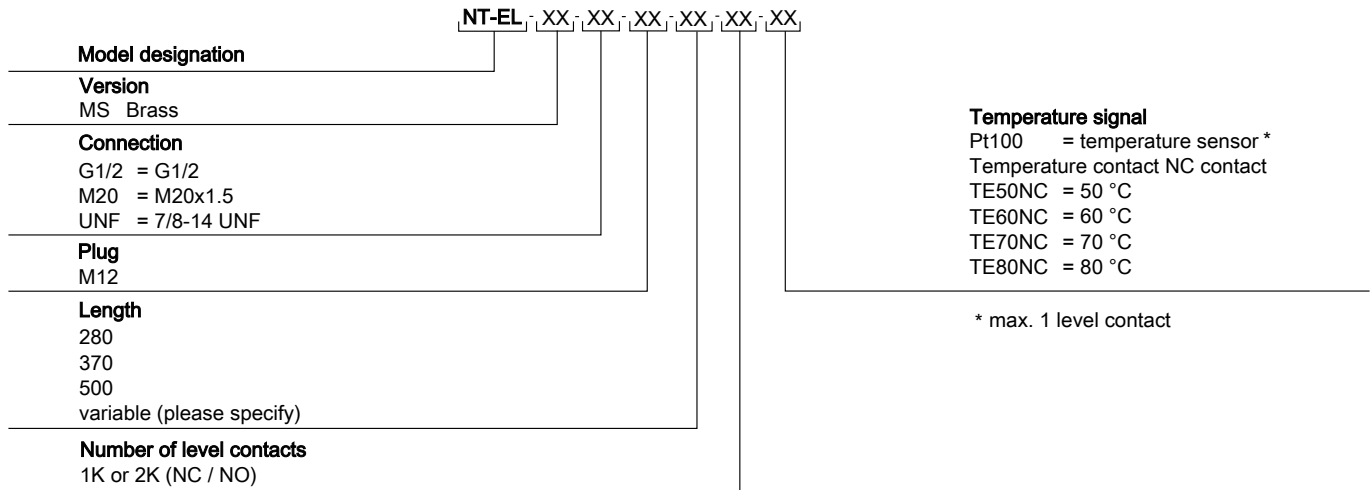 NT-EL - XX - XX - XX - XX - XX - XX
Model designation
Version
MS Brass
Connection
G1/2 = G1/2
M20 = M20x1.5
UNF = 7/8-14 UNF
Plug
M12
Length
280
370
500
variable (please specify)
Number of level contacts
1K or 2K (NC / NO)
Temperature signal
Pt100 = temperature sensor *
Temperature contact NC contact
TE50NC = 50 °C
TE60NC = 60 °C
TE70NC = 70 °C
TE80NC = 80 °C
* max. 1 level contact